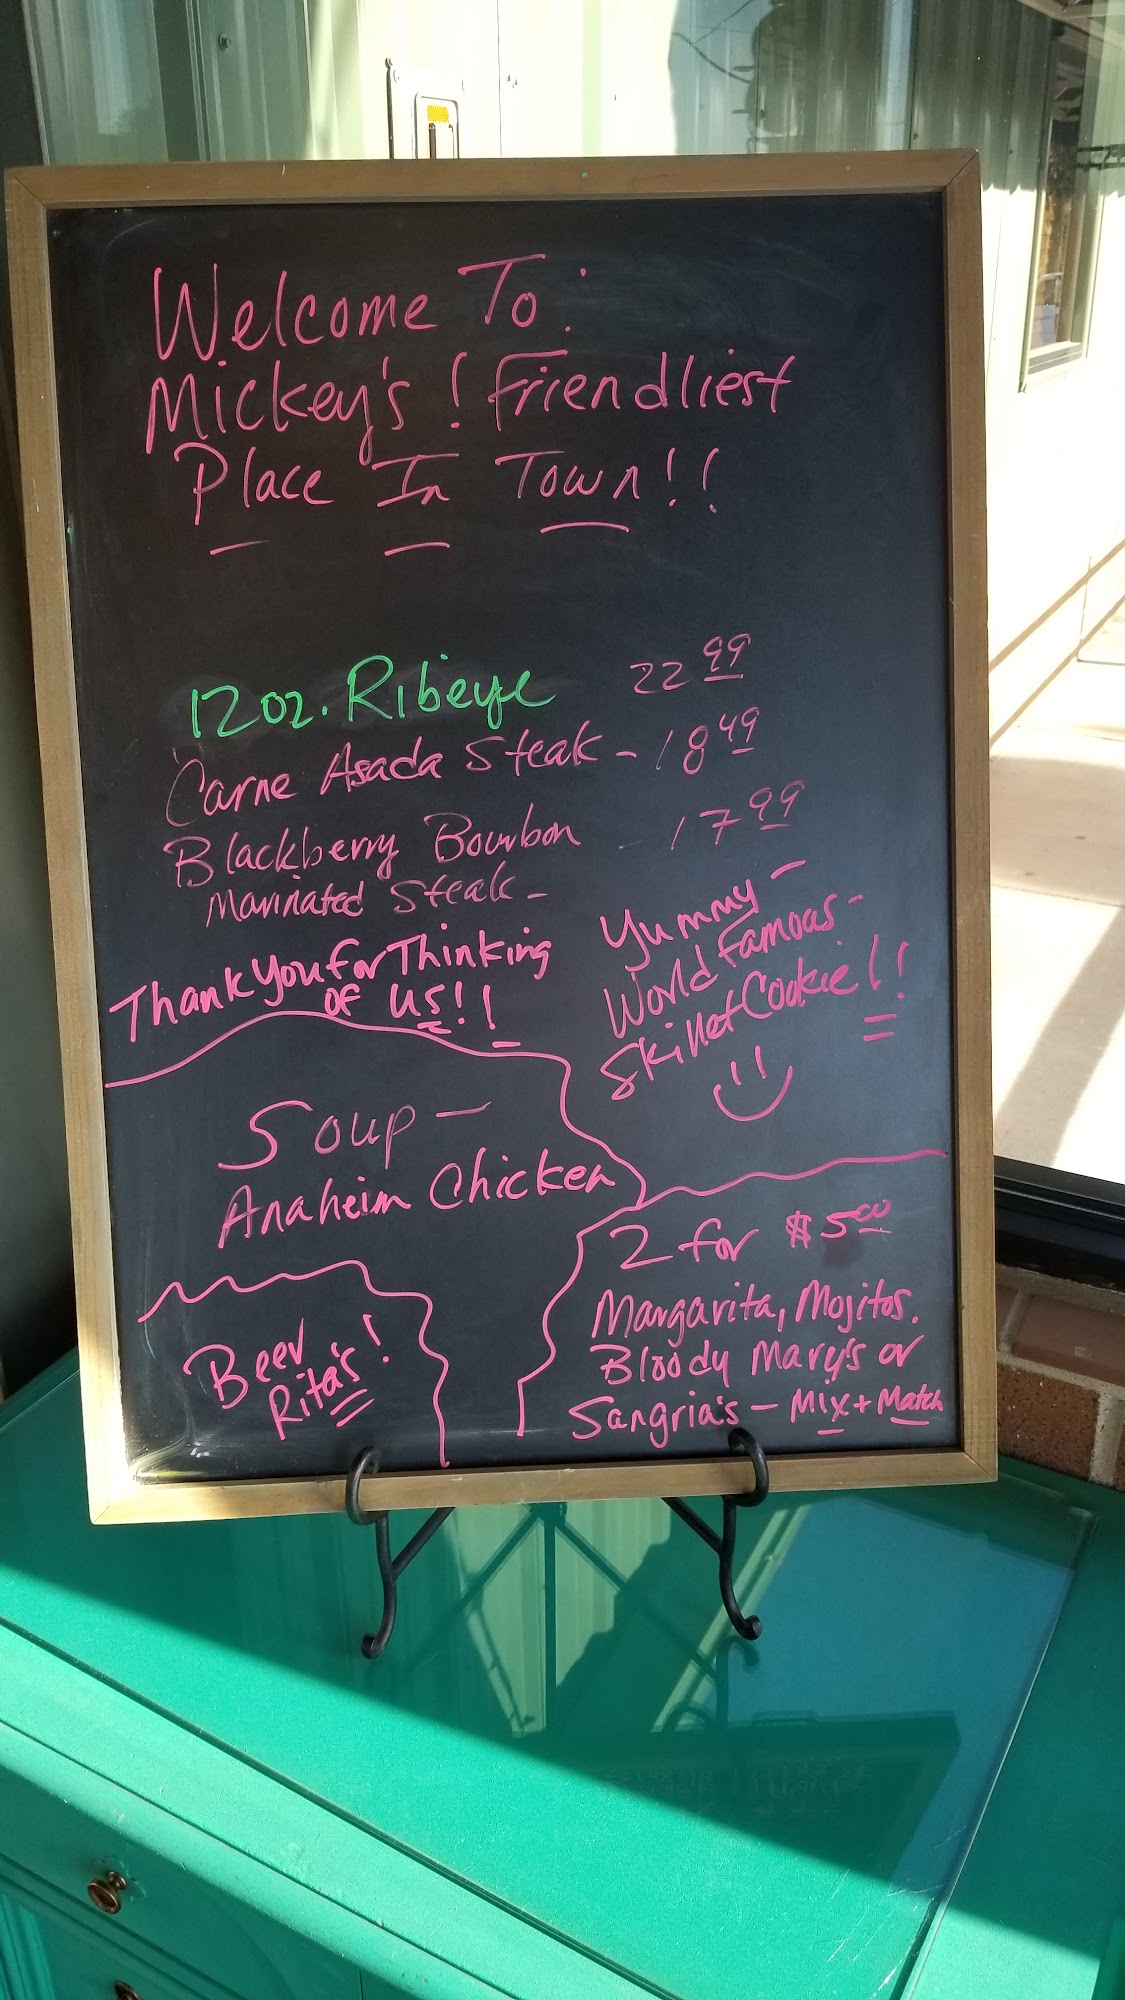 Welcome To:
Mickey's! Friendliest
Place In Town!!
12oz. Ribeye 22 99
Carne Asada Steak - 18 49
Blackberry Bourbon - 17 99
Marinated Steak -
Thank You for Thinking
of us!!
Yummy -
World Famous -
Skillet Cookie!!
Soup -
Anaheim Chicken
Beer
Rita's!
2 for $5.00
Margarita, Mojitos.
Bloody Mary's or
Sangria's - Mix + Match